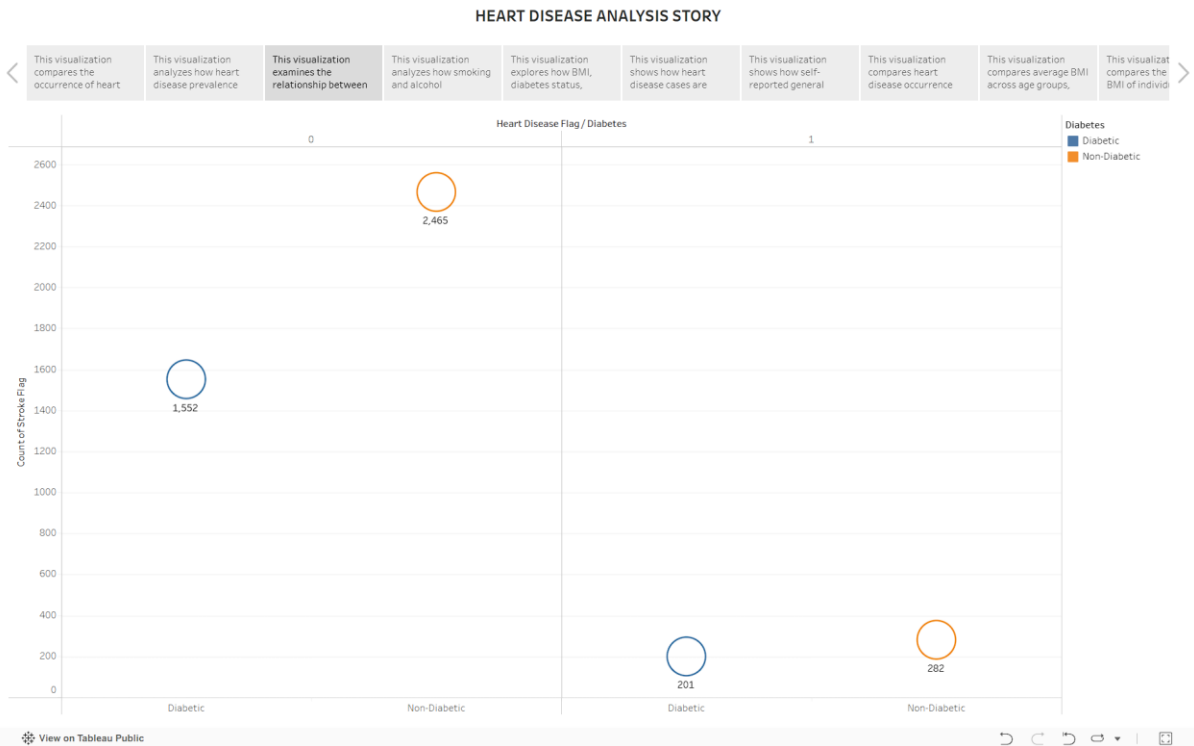 HEART DISEASE ANALYSIS STORY
This visualization
compares the
occurrence of heart
This visualization
analyzes how heart
disease prevalence
This visualization
examines the
relationship between
This visualization
analyzes how smoking
and alcohol
This visualization
explores how BMI,
diabetes status,
This visualization
shows how heart
disease cases are
This visualization
shows how self-
reported general
This visualization
compares heart
disease occurrence
This visualization
compares average BMI
across age groups,
This visualizat
compares the
BMI of individ
Heart Disease Flag / Diabetes
0
1
Diabetes
Diabetic
Non-Diabetic
Count of Stroke Flag
2600
2400
2200
2000
1800
1600
1400
1200
1000
800
600
400
200
0
2,465
1,552
201
282
Diabetic
Non-Diabetic
Diabetic
Non-Diabetic
View on Tableau Public